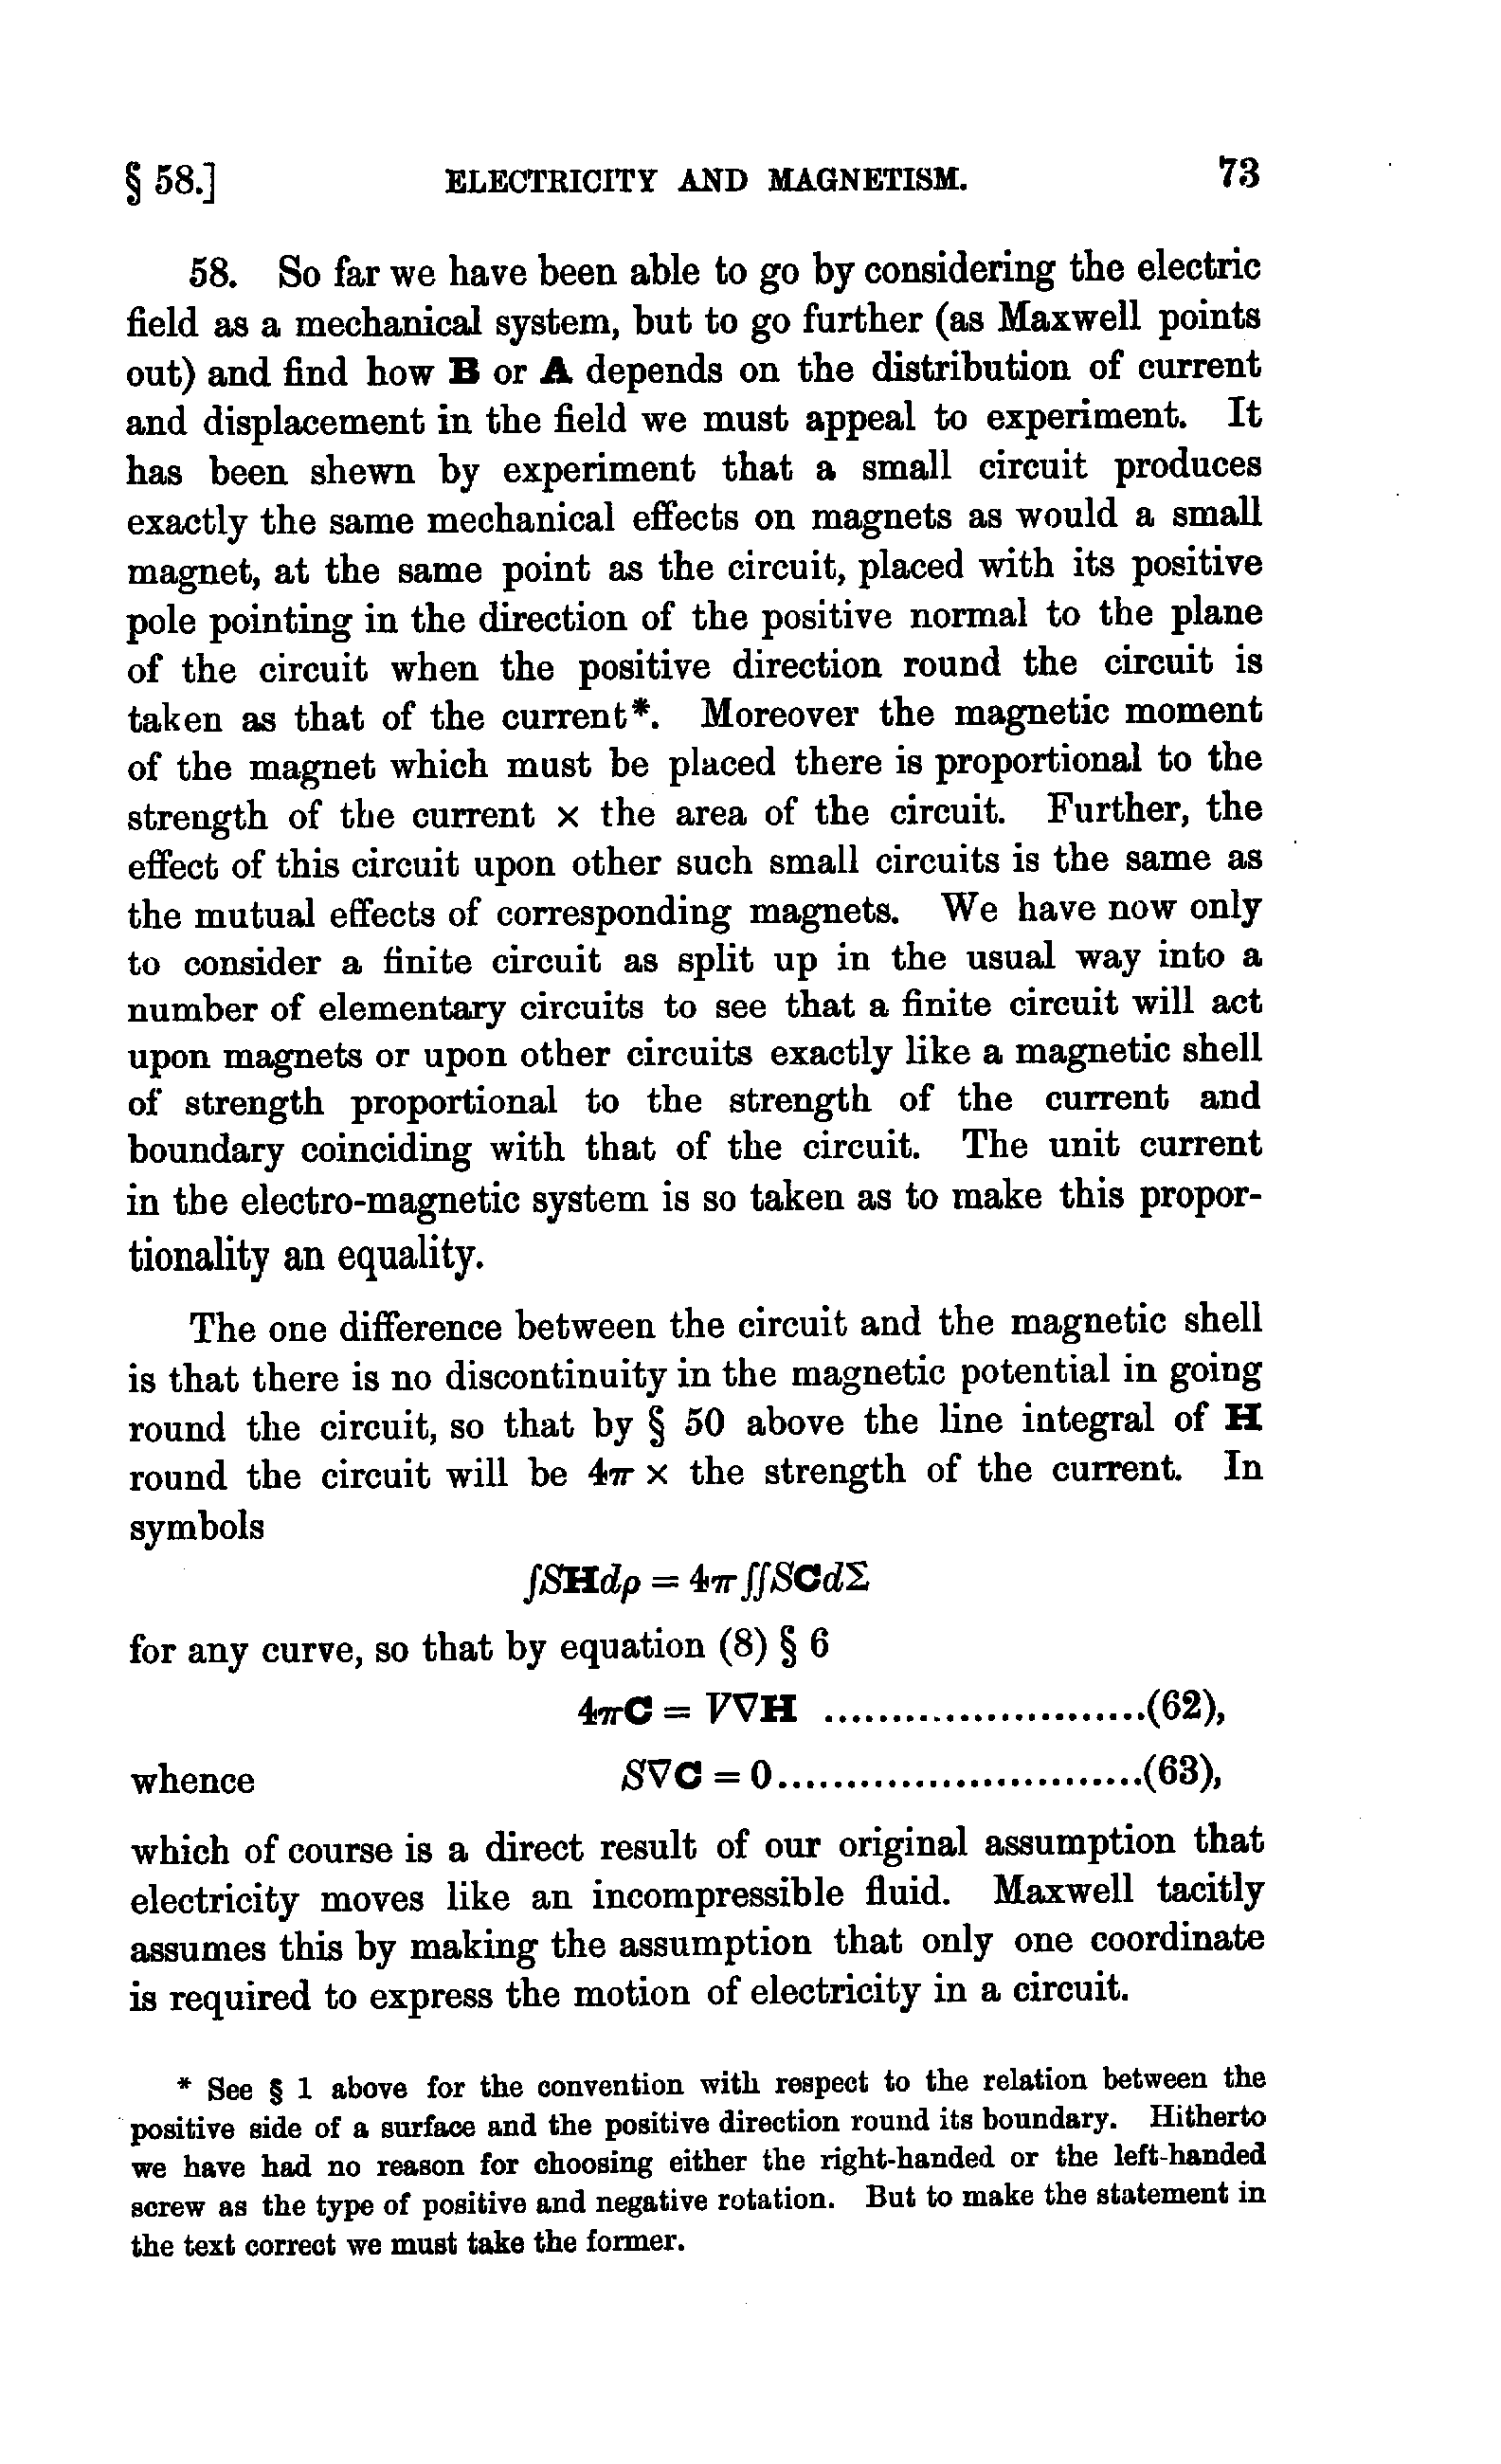 § 58.] ELECTRICITY AND MAGNETISM. 73
58. So far we have been able to go by considering the electric
field as a mechanical system, but to go further (as Maxwell points
out) and find how B or A depends on the distribution of current
and displacement in the field we must appeal to experiment. It
has been shewn by experiment that a small circuit produces
exactly the same mechanical effects on magnets as would a small
magnet, at the same point as the circuit, placed with its positive
pole pointing in the direction of the positive normal to the plane
of the circuit when the positive direction round the circuit is
taken as that of the current*. Moreover the magnetic moment
of the magnet which must be placed there is proportional to the
strength of the current × the area of the circuit. Further, the
effect of this circuit upon other such small circuits is the same as
the mutual effects of corresponding magnets. We have now only
to consider a finite circuit as split up in the usual way into a
number of elementary circuits to see that a finite circuit will act
upon magnets or upon other circuits exactly like a magnetic shell
of strength proportional to the strength of the current and
boundary coinciding with that of the circuit. The unit current
in the electro-magnetic system is so taken as to make this propor-
tionality an equality.
The one difference between the circuit and the magnetic shell
is that there is no discontinuity in the magnetic potential in going
round the circuit, so that by § 50 above the line integral of H
round the circuit will be 4π × the strength of the current. In
symbols
∫SHdρ = 4π∫∫SCdΣ
for any curve, so that by equation (8) § 6
4πC = V∇H ........................(62),
whence S∇C = 0...........................(63),
which of course is a direct result of our original assumption that
electricity moves like an incompressible fluid. Maxwell tacitly
assumes this by making the assumption that only one coordinate
is required to express the motion of electricity in a circuit.
* See § 1 above for the convention with respect to the relation between the
positive side of a surface and the positive direction round its boundary. Hitherto
we have had no reason for choosing either the right-handed or the left-handed
screw as the type of positive and negative rotation. But to make the statement in
the text correct we must take the former.